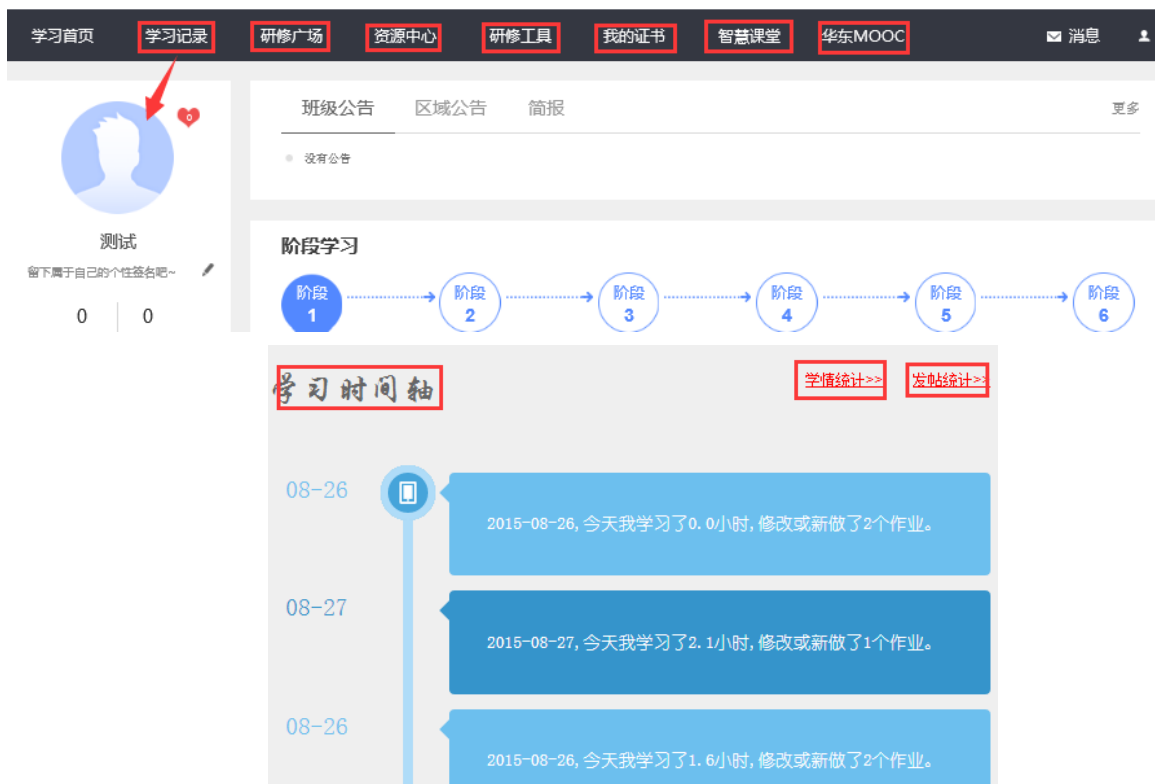 学习首页 学习记录 研修广场 资源中心 研修工具 我的证书 智慧课堂 华东MOOC 消息
班级公告 区域公告 简报 更多
0
没有公告
测试
留下属于自己的个性签名吧~
0 0
阶段学习
阶段 1 阶段 2 阶段 3 阶段 4 阶段 5 阶段 6
学习时间轴 学情统计>> 发帖统计>>
08-26
2015-08-26, 今天我学习了0.0小时, 修改或新做了2个作业。
08-27
2015-08-27, 今天我学习了2.1小时, 修改或新做了1个作业。
08-26
2015-08-26, 今天我学习了1.6小时, 修改或新做了2个作业。